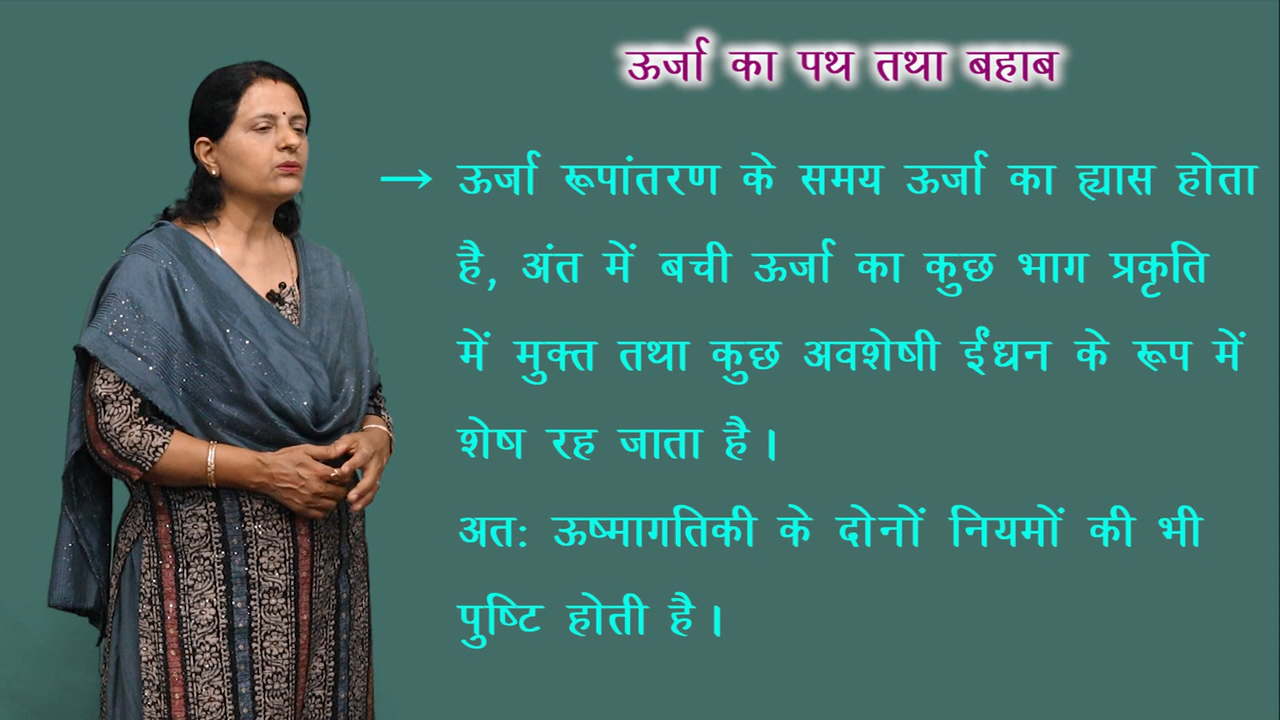 ऊर्जा का पथ तथा बहाब
→ ऊर्जा रूपांतरण के समय ऊर्जा का ह्यास होता
है, अंत में बची ऊर्जा का कुछ भाग प्रकृति
में मुक्त तथा कुछ अवशेषी ईंधन के रूप में
शेष रह जाता है।
अतः ऊष्मागतिकी के दोनों नियमों की भी
पुष्टि होती है।